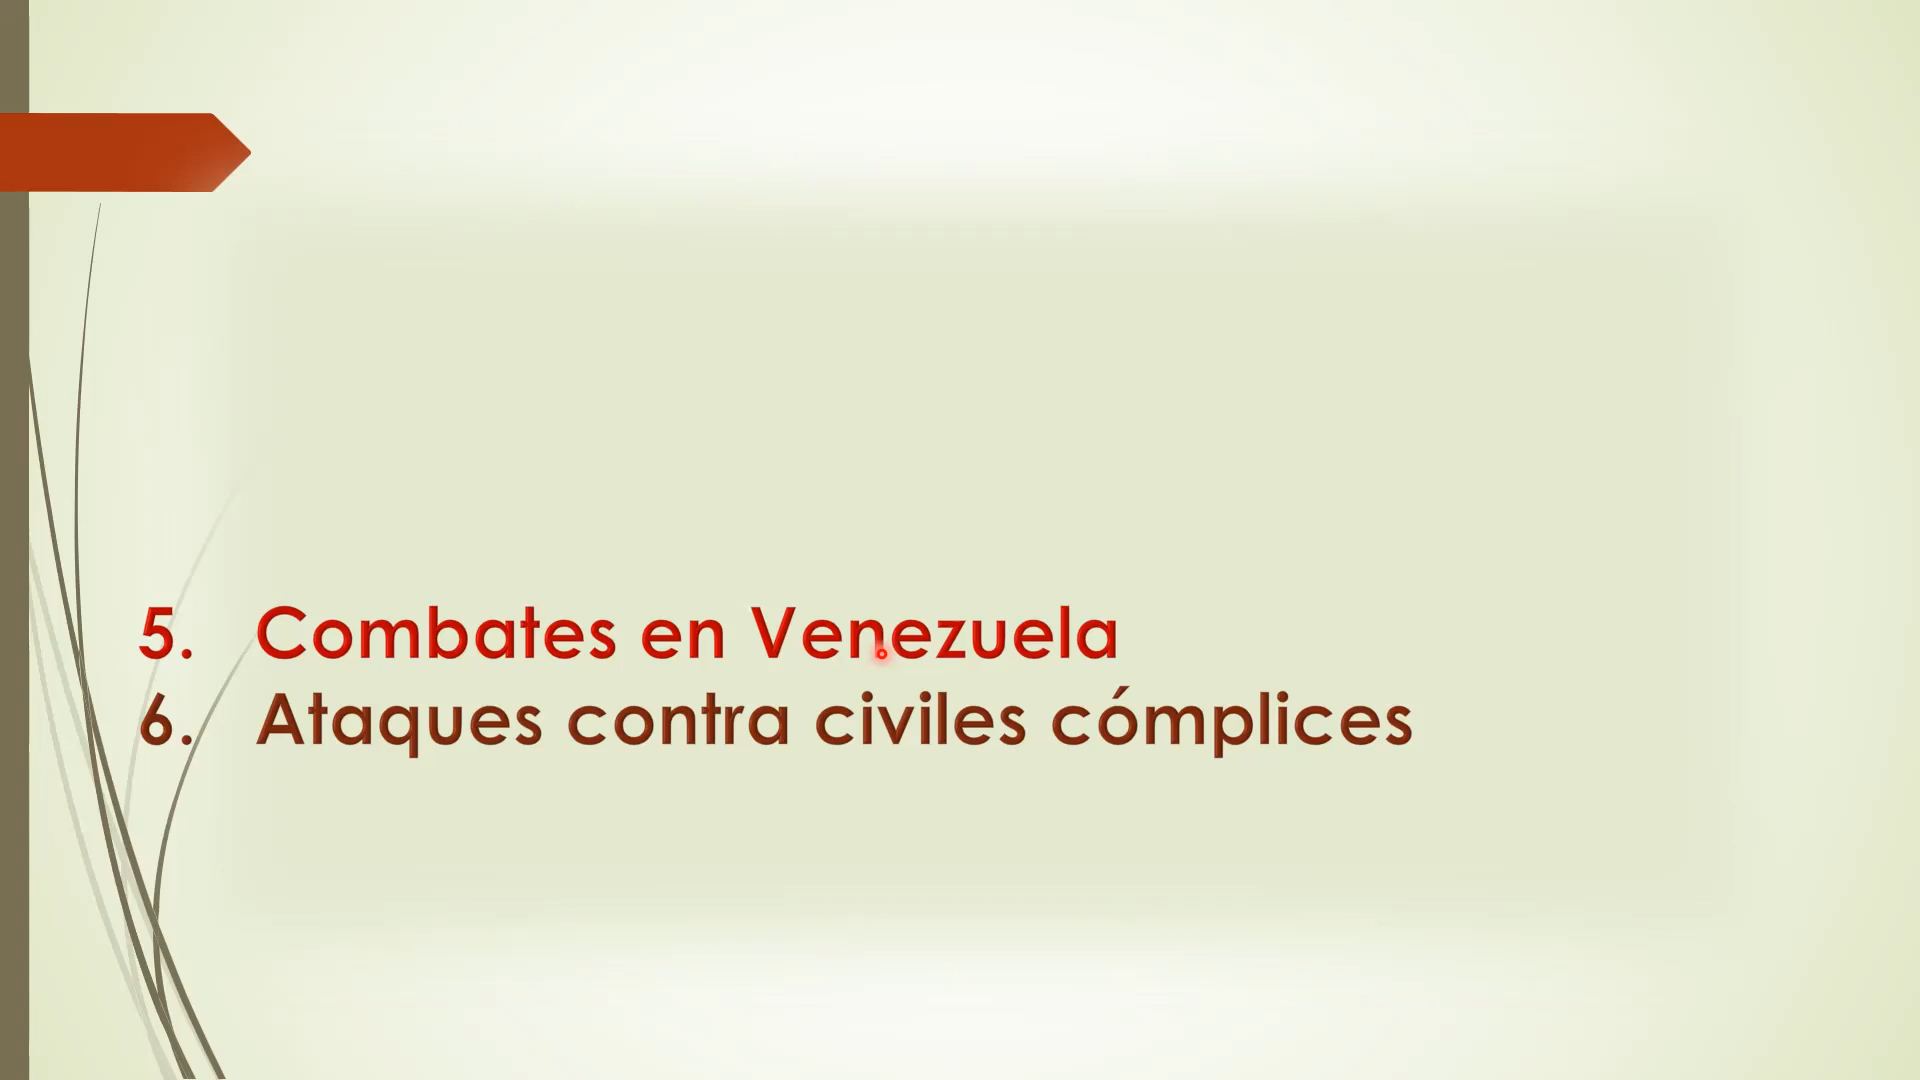 5. Combates en Venezuela
6. Ataques contra civiles cómplices